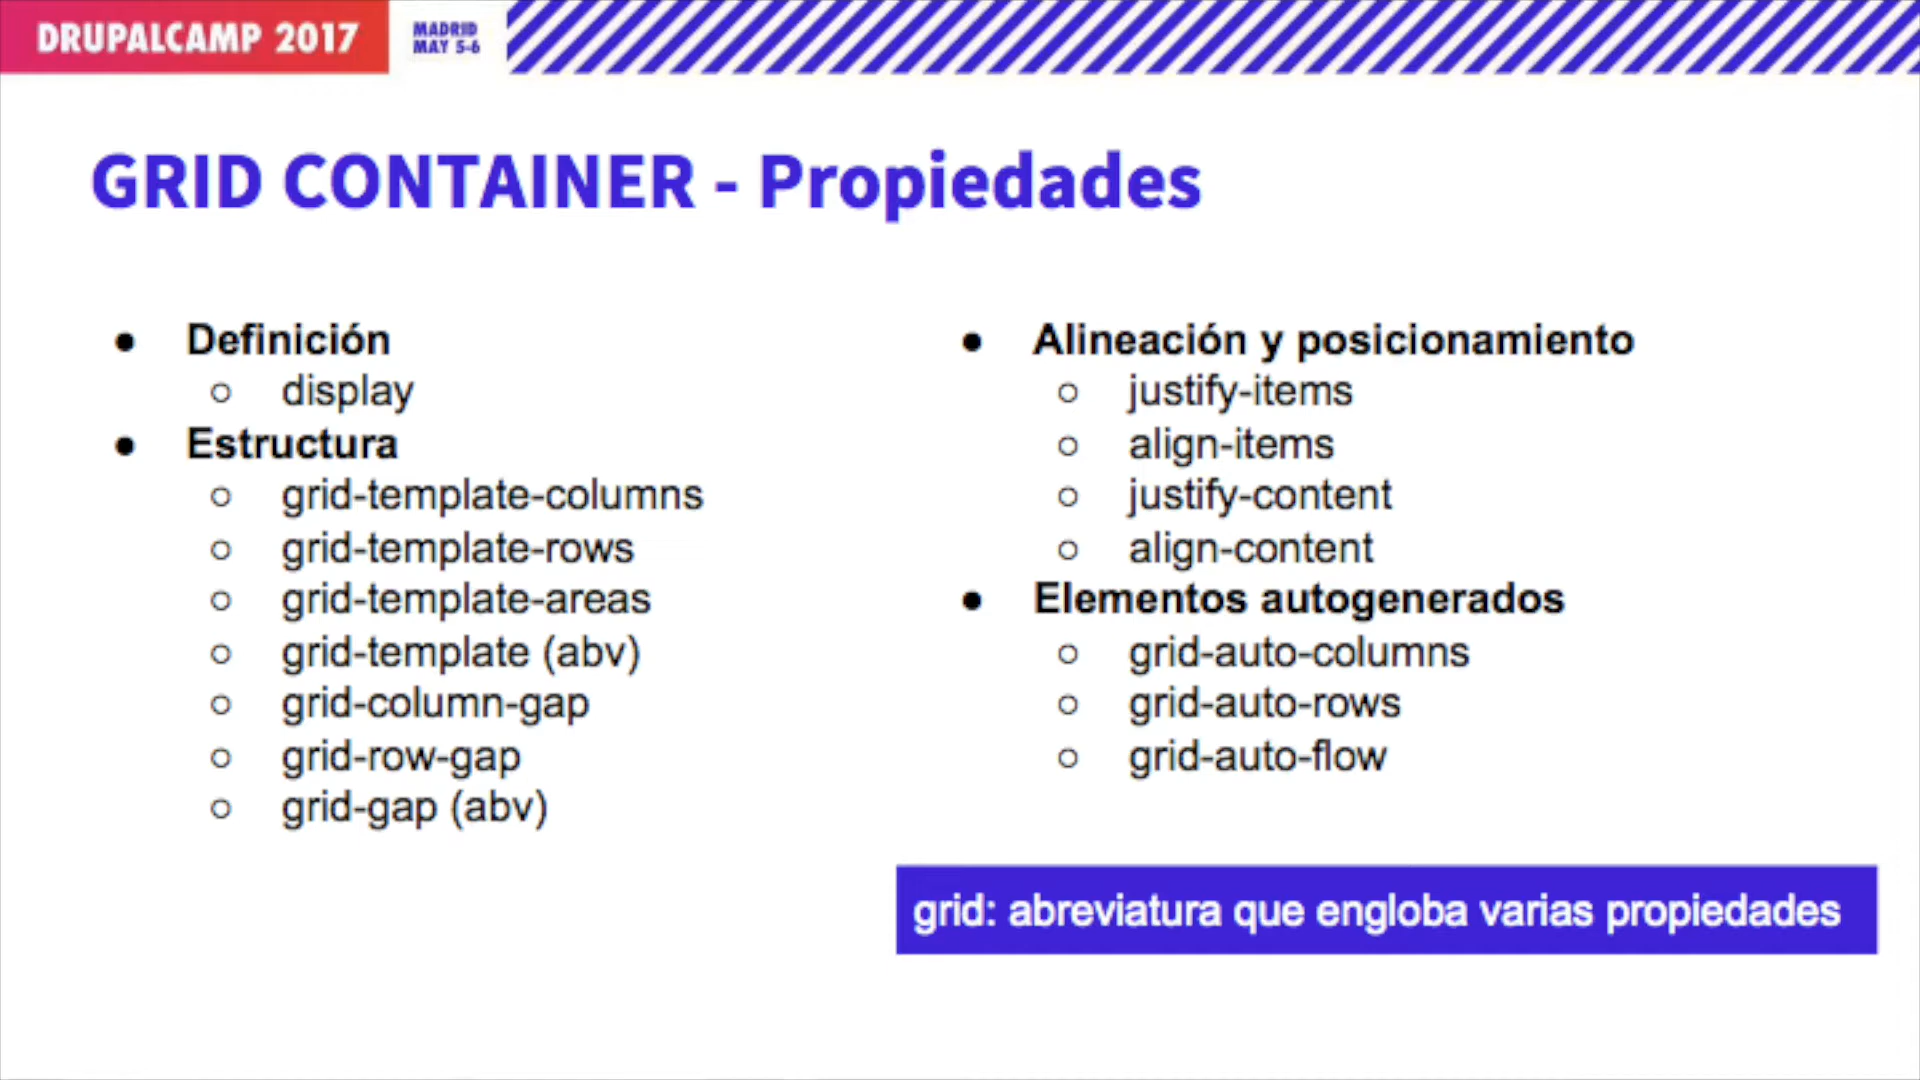 DRUPALCAMP 2017
MADRID
MAY 5-6
GRID CONTAINER - Propiedades
● Definición
○ display
● Estructura
○ grid-template-columns
○ grid-template-rows
○ grid-template-areas
○ grid-template (abv)
○ grid-column-gap
○ grid-row-gap
○ grid-gap (abv)
● Alineación y posicionamiento
○ justify-items
○ align-items
○ justify-content
○ align-content
● Elementos autogenerados
○ grid-auto-columns
○ grid-auto-rows
○ grid-auto-flow
grid: abreviatura que engloba varias propiedades